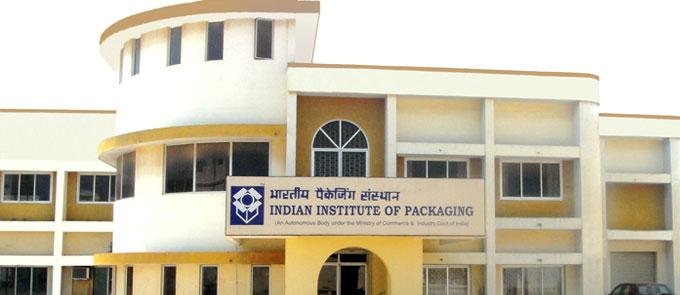 भारतीय पैकेजिंग संस्थान
INDIAN INSTITUTE OF PACKAGING
(An Autonomous Body under the Ministry of Commerce & Industry,Govt.of India)